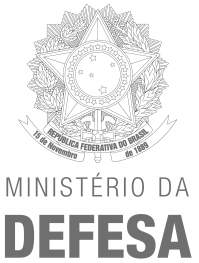 REPÚBLICA FEDERATIVA DO BRASIL
15 de Novembro de 1889
MINISTÉRIO DA
DEFESA